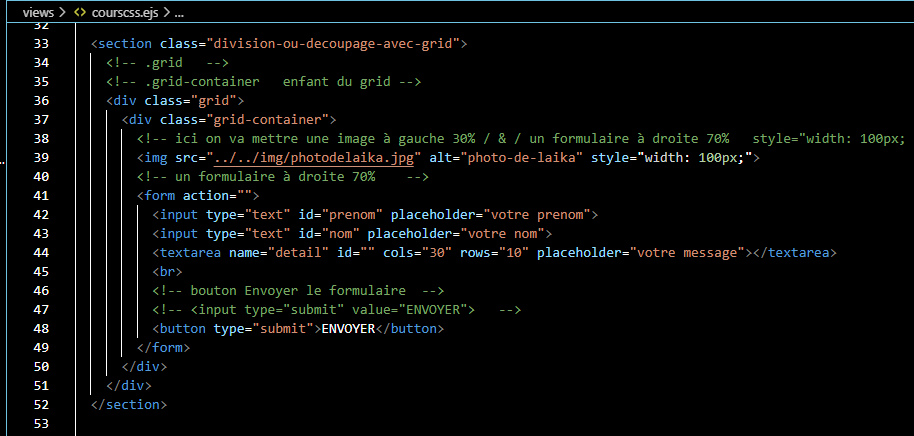 views > courscss.ejs > ...
32
33 <section class="division-ou-decoupage-avec-grid">
34 <!-- .grid   -->
35 <!-- .grid-container   enfant du grid -->
36 <div class="grid">
37 <div class="grid-container">
38 <!-- ici on va mettre une image à gauche 30% / & / un formulaire à droite 70%   style="width: 100px;
39 <img src="../../img/photodelaika.jpg" alt="photo-de-laika" style="width: 100px;">
40 <!-- un formulaire à droite 70%    -->
41 <form action="">
42 <input type="text" id="prenom" placeholder="votre prenom">
43 <input type="text" id="nom" placeholder="votre nom">
44 <textarea name="detail" id="" cols="30" rows="10" placeholder="votre message"></textarea>
45 <br>
46 <!-- bouton Envoyer le formulaire  -->
47 <!-- <input type="submit" value="ENVOYER">   -->
48 <button type="submit">ENVOYER</button>
49 </form>
50 </div>
51 </div>
52 </section>
53